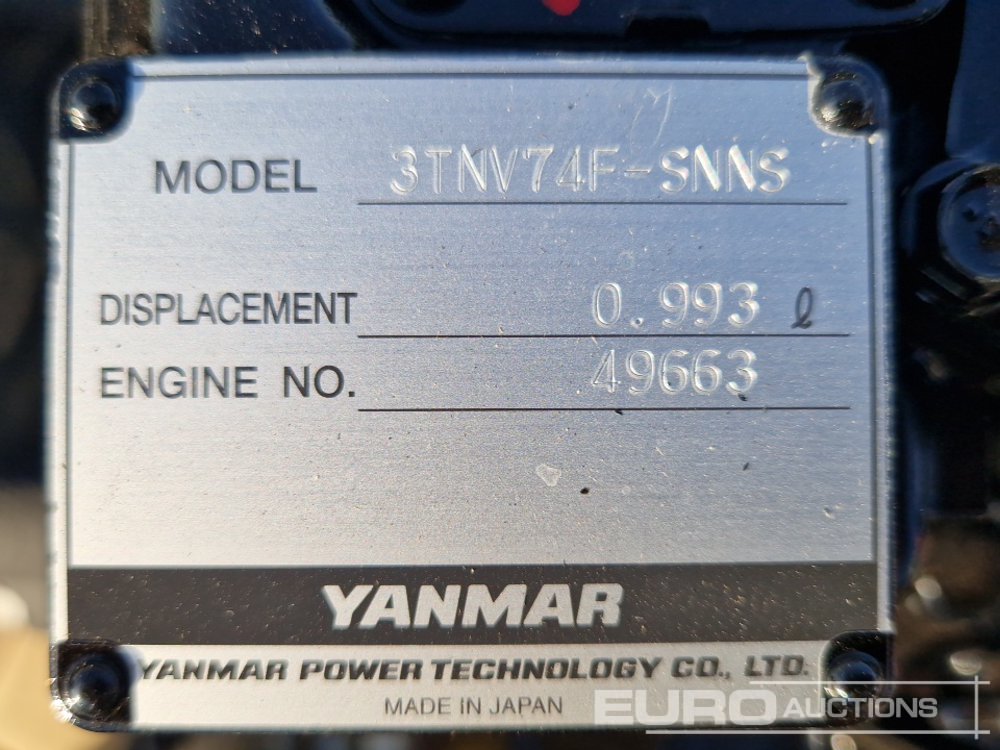 MODEL 3TNV74F-SNNS
DISPLACEMENT 0.993 ℓ
ENGINE NO. 49663
YANMAR
YANMAR POWER TECHNOLOGY CO., LTD.
MADE IN JAPAN
EURO AUCTIONS